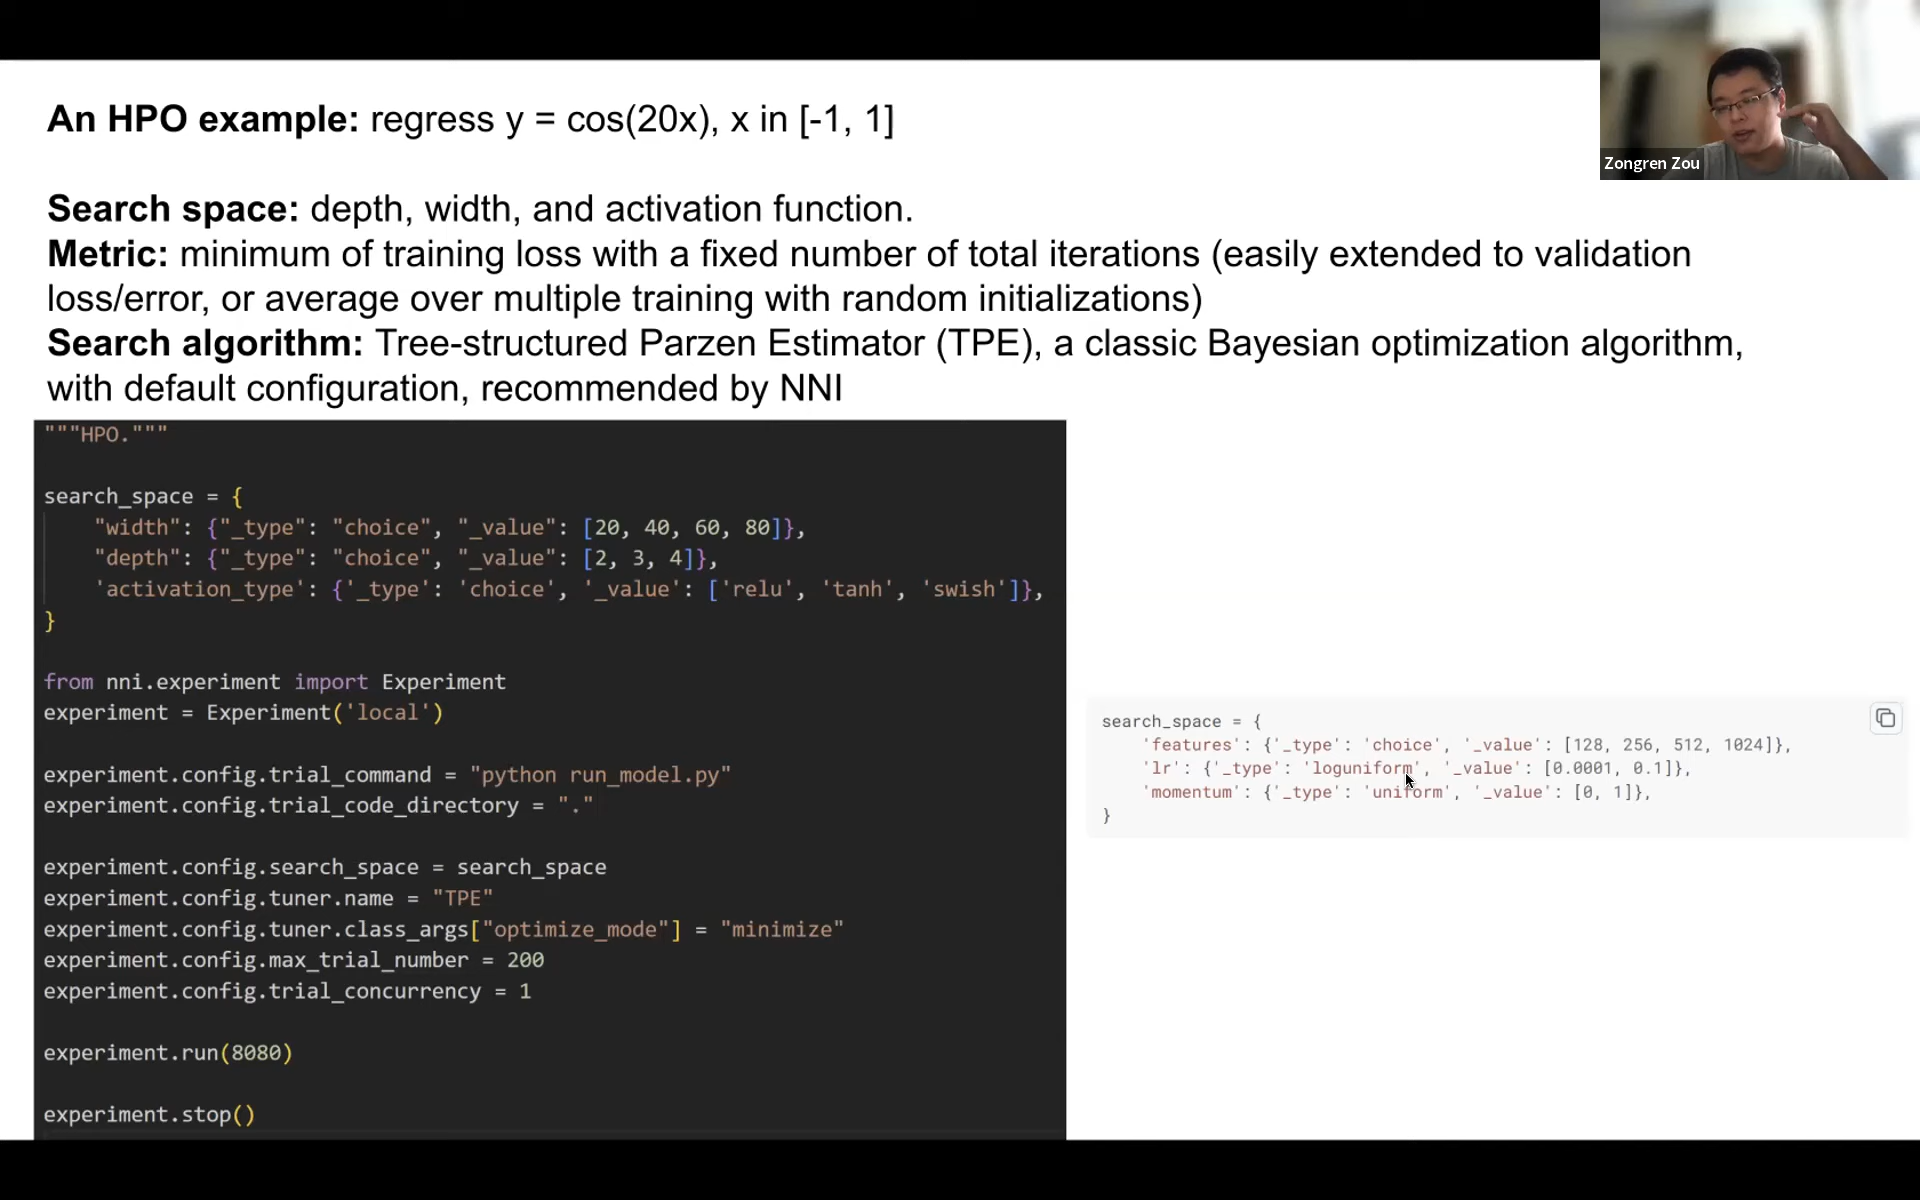 An HPO example: regress y = cos(20x), x in [-1, 1]
Zongren Zou
Search space: depth, width, and activation function.
Metric: minimum of training loss with a fixed number of total iterations (easily extended to validation
loss/error, or average over multiple training with random initializations)
Search algorithm: Tree-structured Parzen Estimator (TPE), a classic Bayesian optimization algorithm,
with default configuration, recommended by NNI
"""HPO."""
search_space = {
    "width": {"_type": "choice", "_value": [20, 40, 60, 80]},
    "depth": {"_type": "choice", "_value": [2, 3, 4]},
    'activation_type': {'_type': 'choice', '_value': ['relu', 'tanh', 'swish']},
}
from nni.experiment import Experiment
experiment = Experiment('local')
experiment.config.trial_command = "python run_model.py"
experiment.config.trial_code_directory = "."
experiment.config.search_space = search_space
experiment.config.tuner.name = "TPE"
experiment.config.tuner.class_args["optimize_mode"] = "minimize"
experiment.config.max_trial_number = 200
experiment.config.trial_concurrency = 1
experiment.run(8080)
experiment.stop()
search_space = {
    'features': {'_type': 'choice', '_value': [128, 256, 512, 1024]},
    'lr': {'_type': 'loguniform', '_value': [0.0001, 0.1]},
    'momentum': {'_type': 'uniform', '_value': [0, 1]},
}